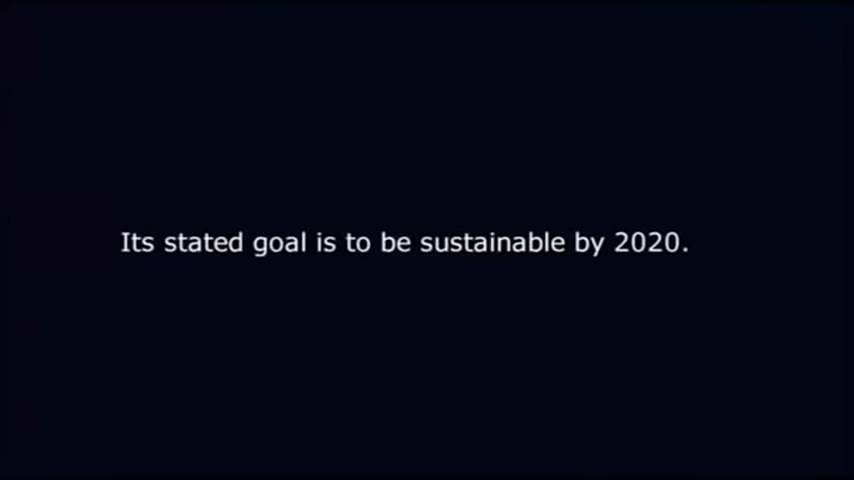 Its stated goal is to be sustainable by 2020.